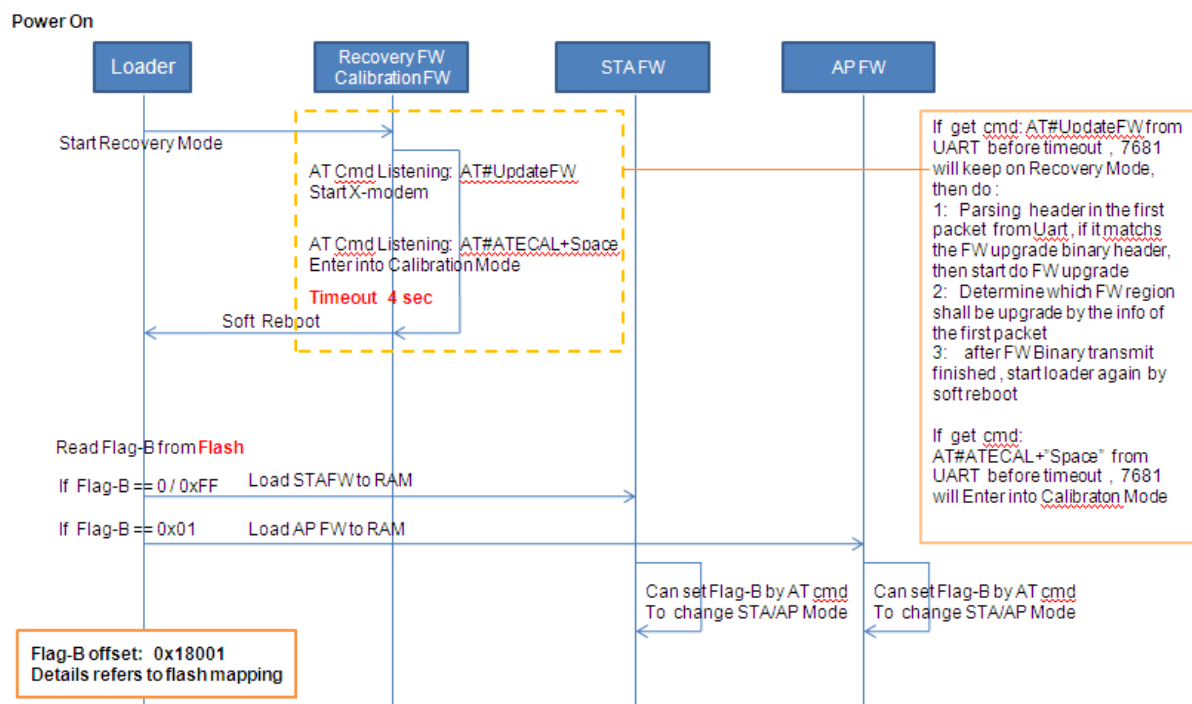 Power On
Loader
Recovery FW
Calibration FW
STA FW
AP FW
Start Recovery Mode
AT Cmd Listening: AT#UpdateFW
Start X-modem
AT Cmd Listening: AT#ATECAL+Space
Enter into Calibration Mode
Timeout 4 sec
Soft Reboot
If get cmd: AT#UpdateFW from
UART before timeout , 7681
will keep on Recovery Mode,
then do :
1: Parsing header in the first
packet from Uart, if it matchs
the FW upgrade binary header,
then start do FW upgrade
2: Determine which FW region
shall be upgrade by the info of
the first packet
3: after FW Binary transmit
finished , start loader again by
soft reboot
If get cmd:
AT#ATECAL+"Space" from
UART before timeout , 7681
will Enter into Calibraton Mode
Read Flag-B from Flash
If Flag-B == 0 / 0xFF
Load STAFW to RAM
If Flag-B == 0x01
Load AP FW to RAM
Can set Flag-B by AT cmd
To change STA/AP Mode
Can set Flag-B by AT cmd
To change STA/AP Mode
Flag-B offset: 0x18001
Details refers to flash mapping